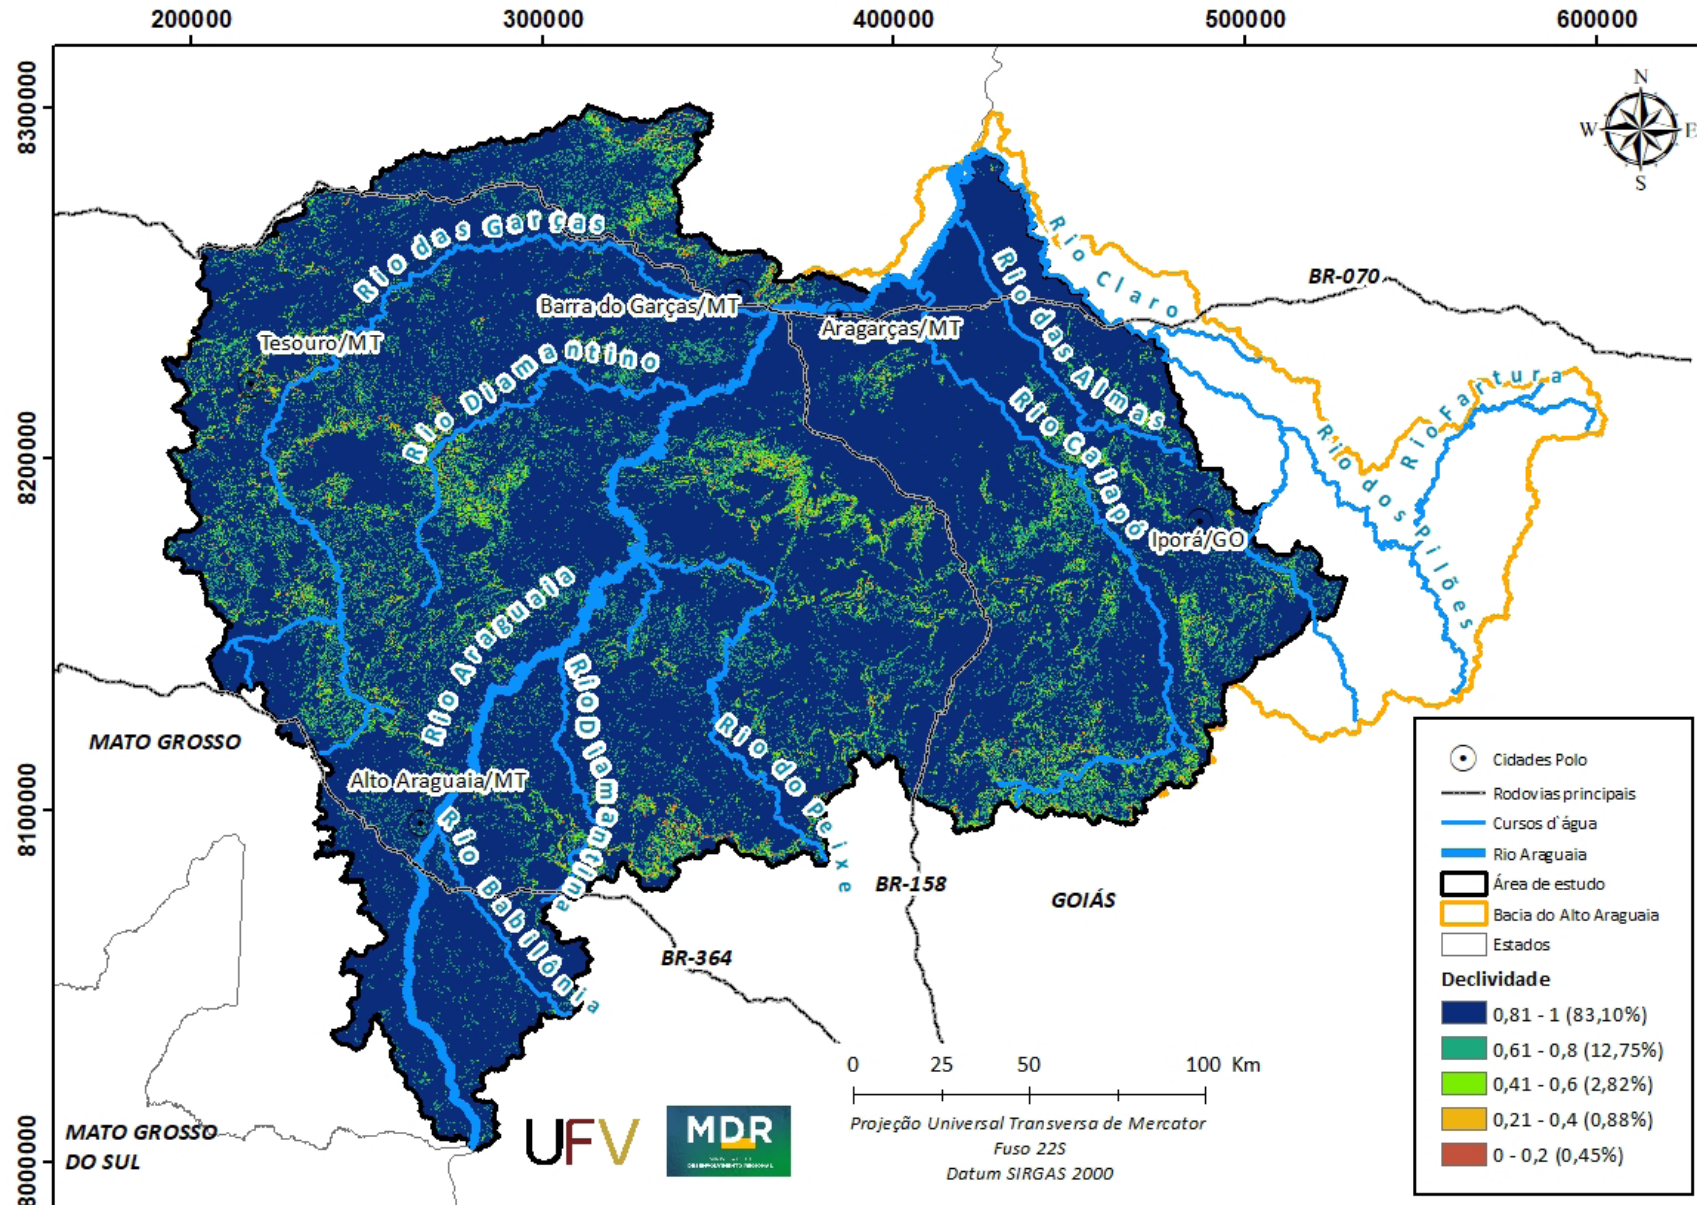 200000
300000
400000
500000
600000
8300000
8200000
8100000
8000000
N
W
E
S
Rio das Garças
Rio Claro
BR-070
Barra do Garças/MT
Aragarças/MT
Tesouro/MT
Rio Diamantino
Rio das Almas
Rio Fartura
Rio Caiapó
Rio dos Pilões
Iporá/GO
Rio Araguaia
Rio Diamantina
Rio do Peixe
MATO GROSSO
Alto Araguaia/MT
Rio Babilônia
BR-158
GOIÁS
BR-364
MATO GROSSO
DO SUL
UFV
MDR
DESENVOLVIMENTO REGIONAL
0
25
50
100 Km
Projeção Universal Transversa de Mercator
Fuso 22S
Datum SIRGAS 2000
Cidades Polo
Rodovias principais
Cursos d`água
Rio Araguaia
Área de estudo
Bacia do Alto Araguaia
Estados
Declividade
0,81 - 1 (83,10%)
0,61 - 0,8 (12,75%)
0,41 - 0,6 (2,82%)
0,21 - 0,4 (0,88%)
0 - 0,2 (0,45%)